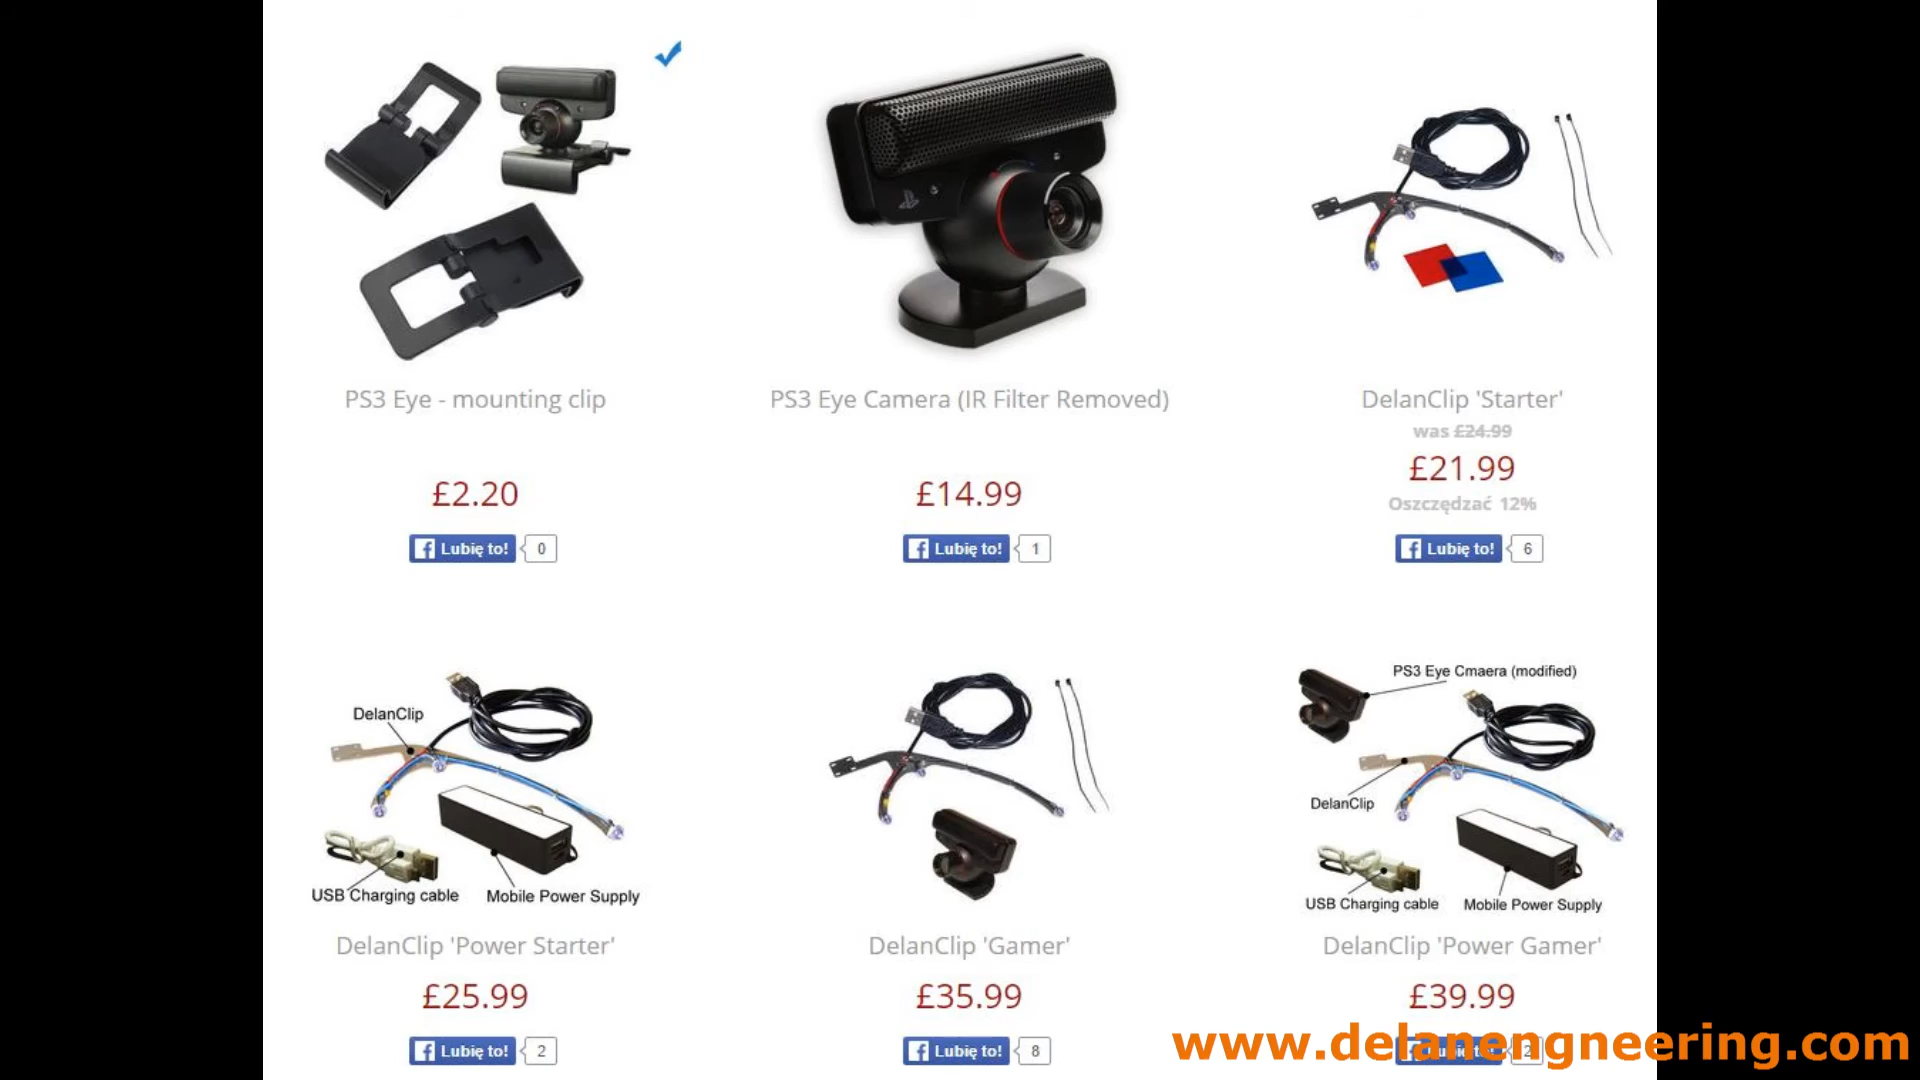 PS3 Eye - mounting clip
£2.20
Lubię to! 0
PS3 Eye Camera (IR Filter Removed)
£14.99
Lubię to! 1
DelanClip 'Starter'
was £24.99
£21.99
Oszczędzać 12%
Lubię to! 6
DelanClip
USB Charging cable
Mobile Power Supply
DelanClip 'Power Starter'
£25.99
Lubię to! 2
DelanClip 'Gamer'
£35.99
Lubię to! 8
PS3 Eye Cmaera (modified)
DelanClip
USB Charging cable
Mobile Power Supply
DelanClip 'Power Gamer'
£39.99
www.delanengneering.com